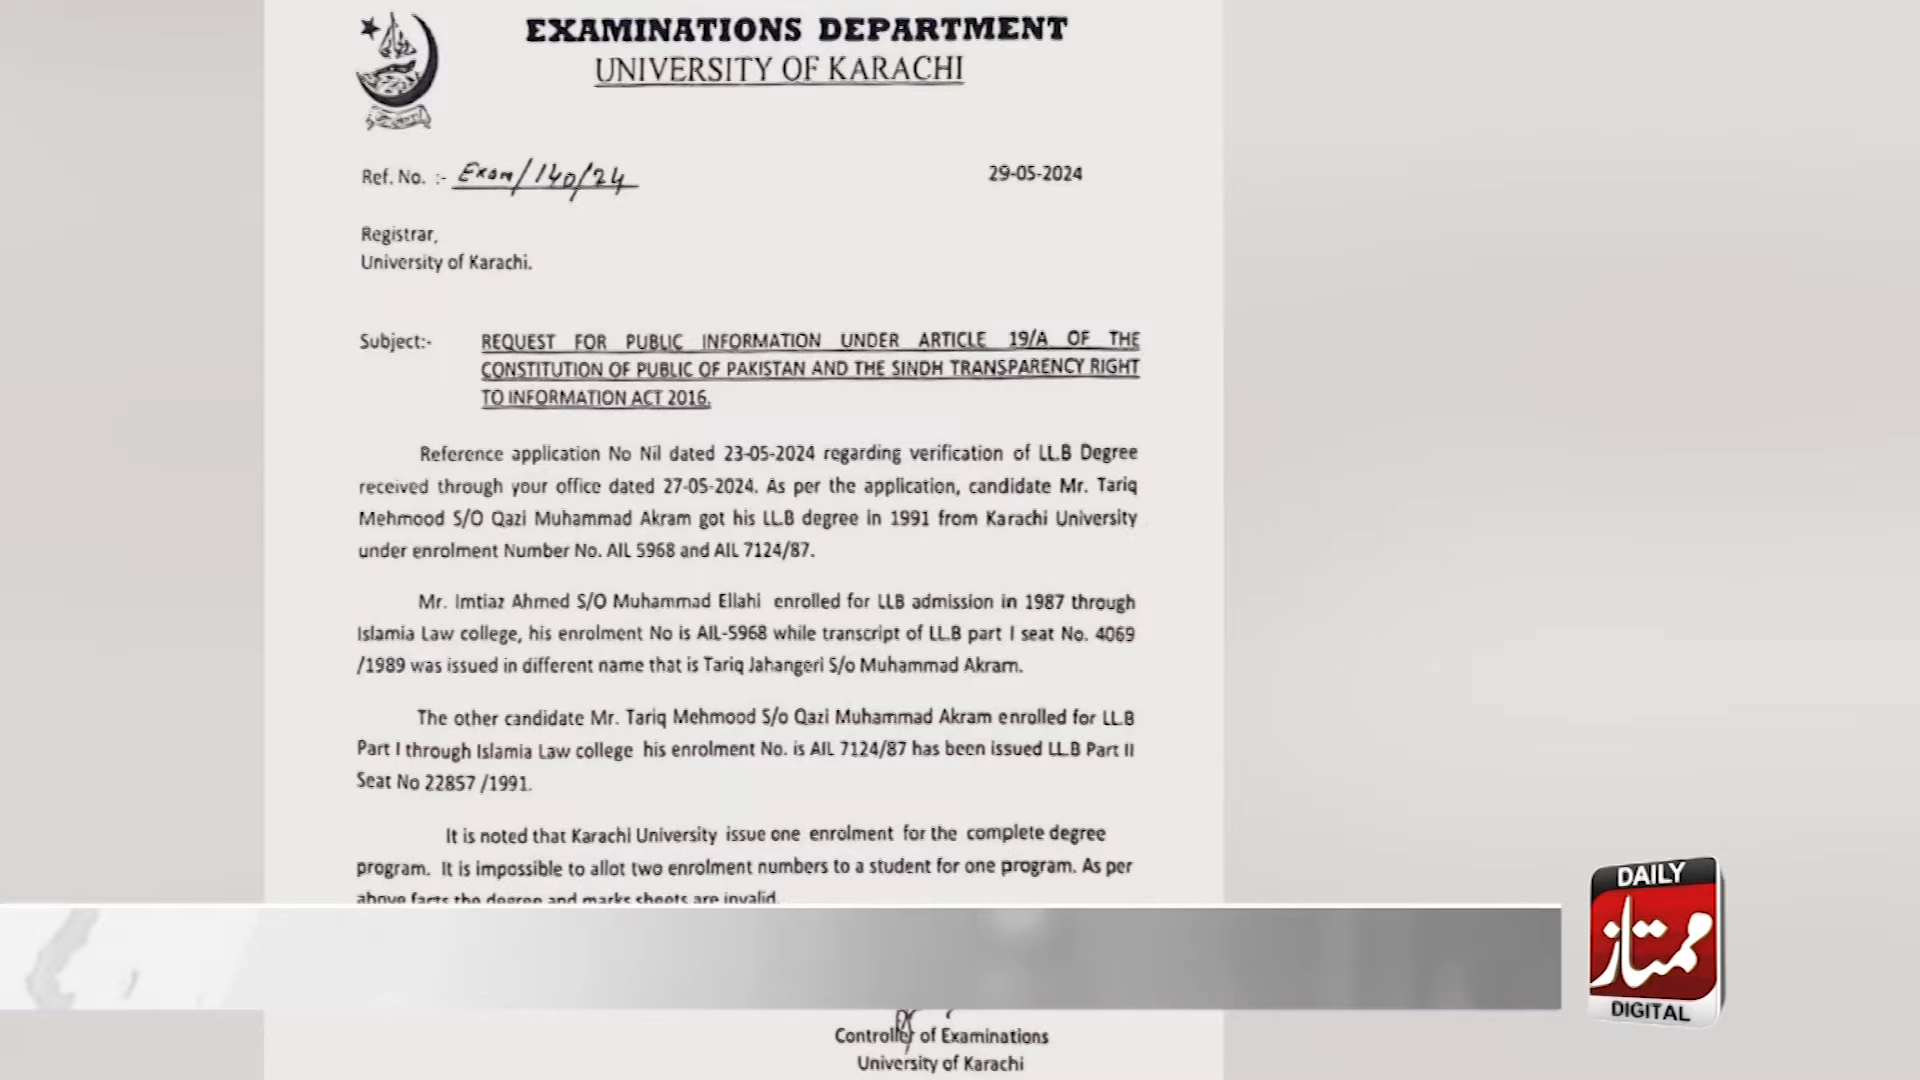 EXAMINATIONS DEPARTMENT
UNIVERSITY OF KARACHI
Ref. No. :- Exam/140/24
29-05-2024
Registrar,
University of Karachi.
Subject:- REQUEST FOR PUBLIC INFORMATION UNDER ARTICLE 19/A OF THE
CONSTITUTION OF PUBLIC OF PAKISTAN AND THE SINDH TRANSPARENCY RIGHT
TO INFORMATION ACT 2016.
Reference application No Nil dated 23-05-2024 regarding verification of LL.B Degree
received through your office dated 27-05-2024. As per the application, candidate Mr. Tariq
Mehmood S/O Qazi Muhammad Akram got his LL.B degree in 1991 from Karachi University
under enrolment Number No. AIL 5968 and AIL 7124/87.
Mr. Imtiaz Ahmed S/O Muhammad Ellahi enrolled for LLB admission in 1987 through
Islamia Law college, his enrolment No is AIL-5968 while transcript of LL.B part I seat No. 4069
/1989 was issued in different name that is Tariq Jahangeri S/o Muhammad Akram.
The other candidate Mr. Tariq Mehmood S/o Qazi Muhammad Akram enrolled for LL.B
Part I through Islamia Law college his enrolment No. is AIL 7124/87 has been issued LL.B Part II
Seat No 22857 /1991.
It is noted that Karachi University issue one enrolment for the complete degree
program. It is impossible to allot two enrolment numbers to a student for one program. As per
above facts the degree and marks sheets are invalid.
Controller of Examinations
University of Karachi
DAILY
ممتاز
DIGITAL